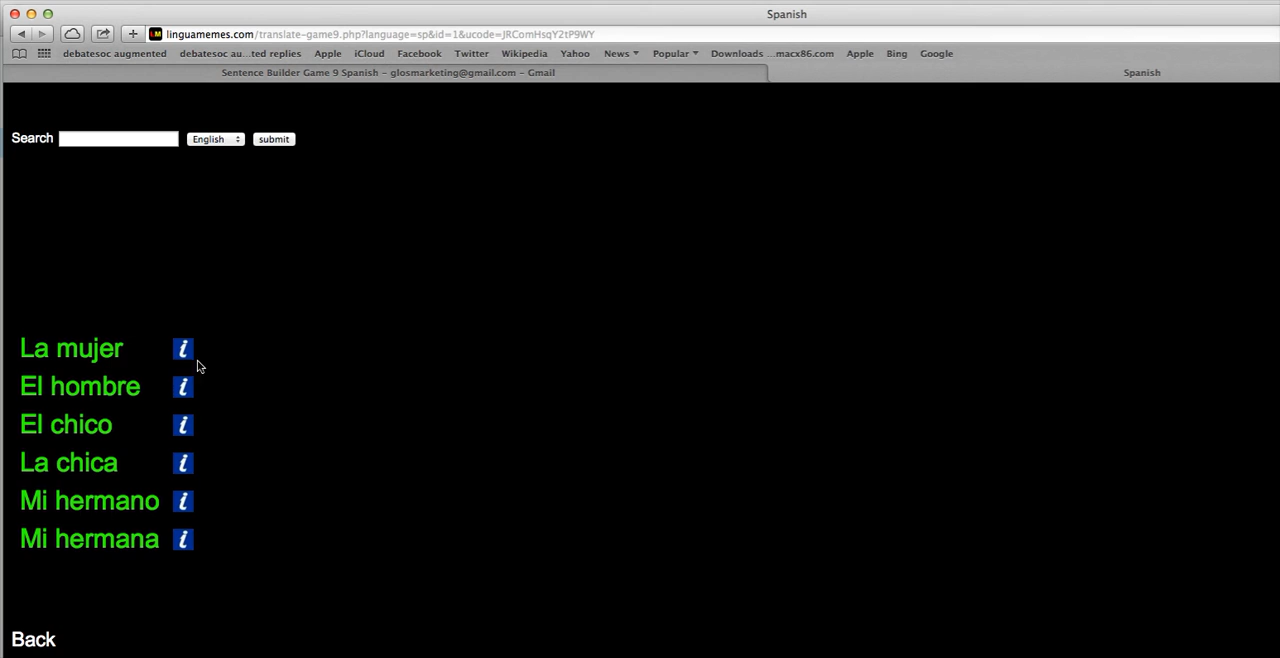 Spanish
linguamemes.com/translate-game9.php?language=sp&id=1&ucode=JRComHsqY2tP9WY
debatesoc augmented debatesoc au...ted replies Apple iCloud Facebook Twitter Wikipedia Yahoo News Popular Downloads ...macx86.com Apple Bing Google
Sentence Builder Game 9 Spanish – glosmarketing@gmail.com – Gmail Spanish
Search English submit
La mujer i
El hombre i
El chico i
La chica i
Mi hermano i
Mi hermana i
Back